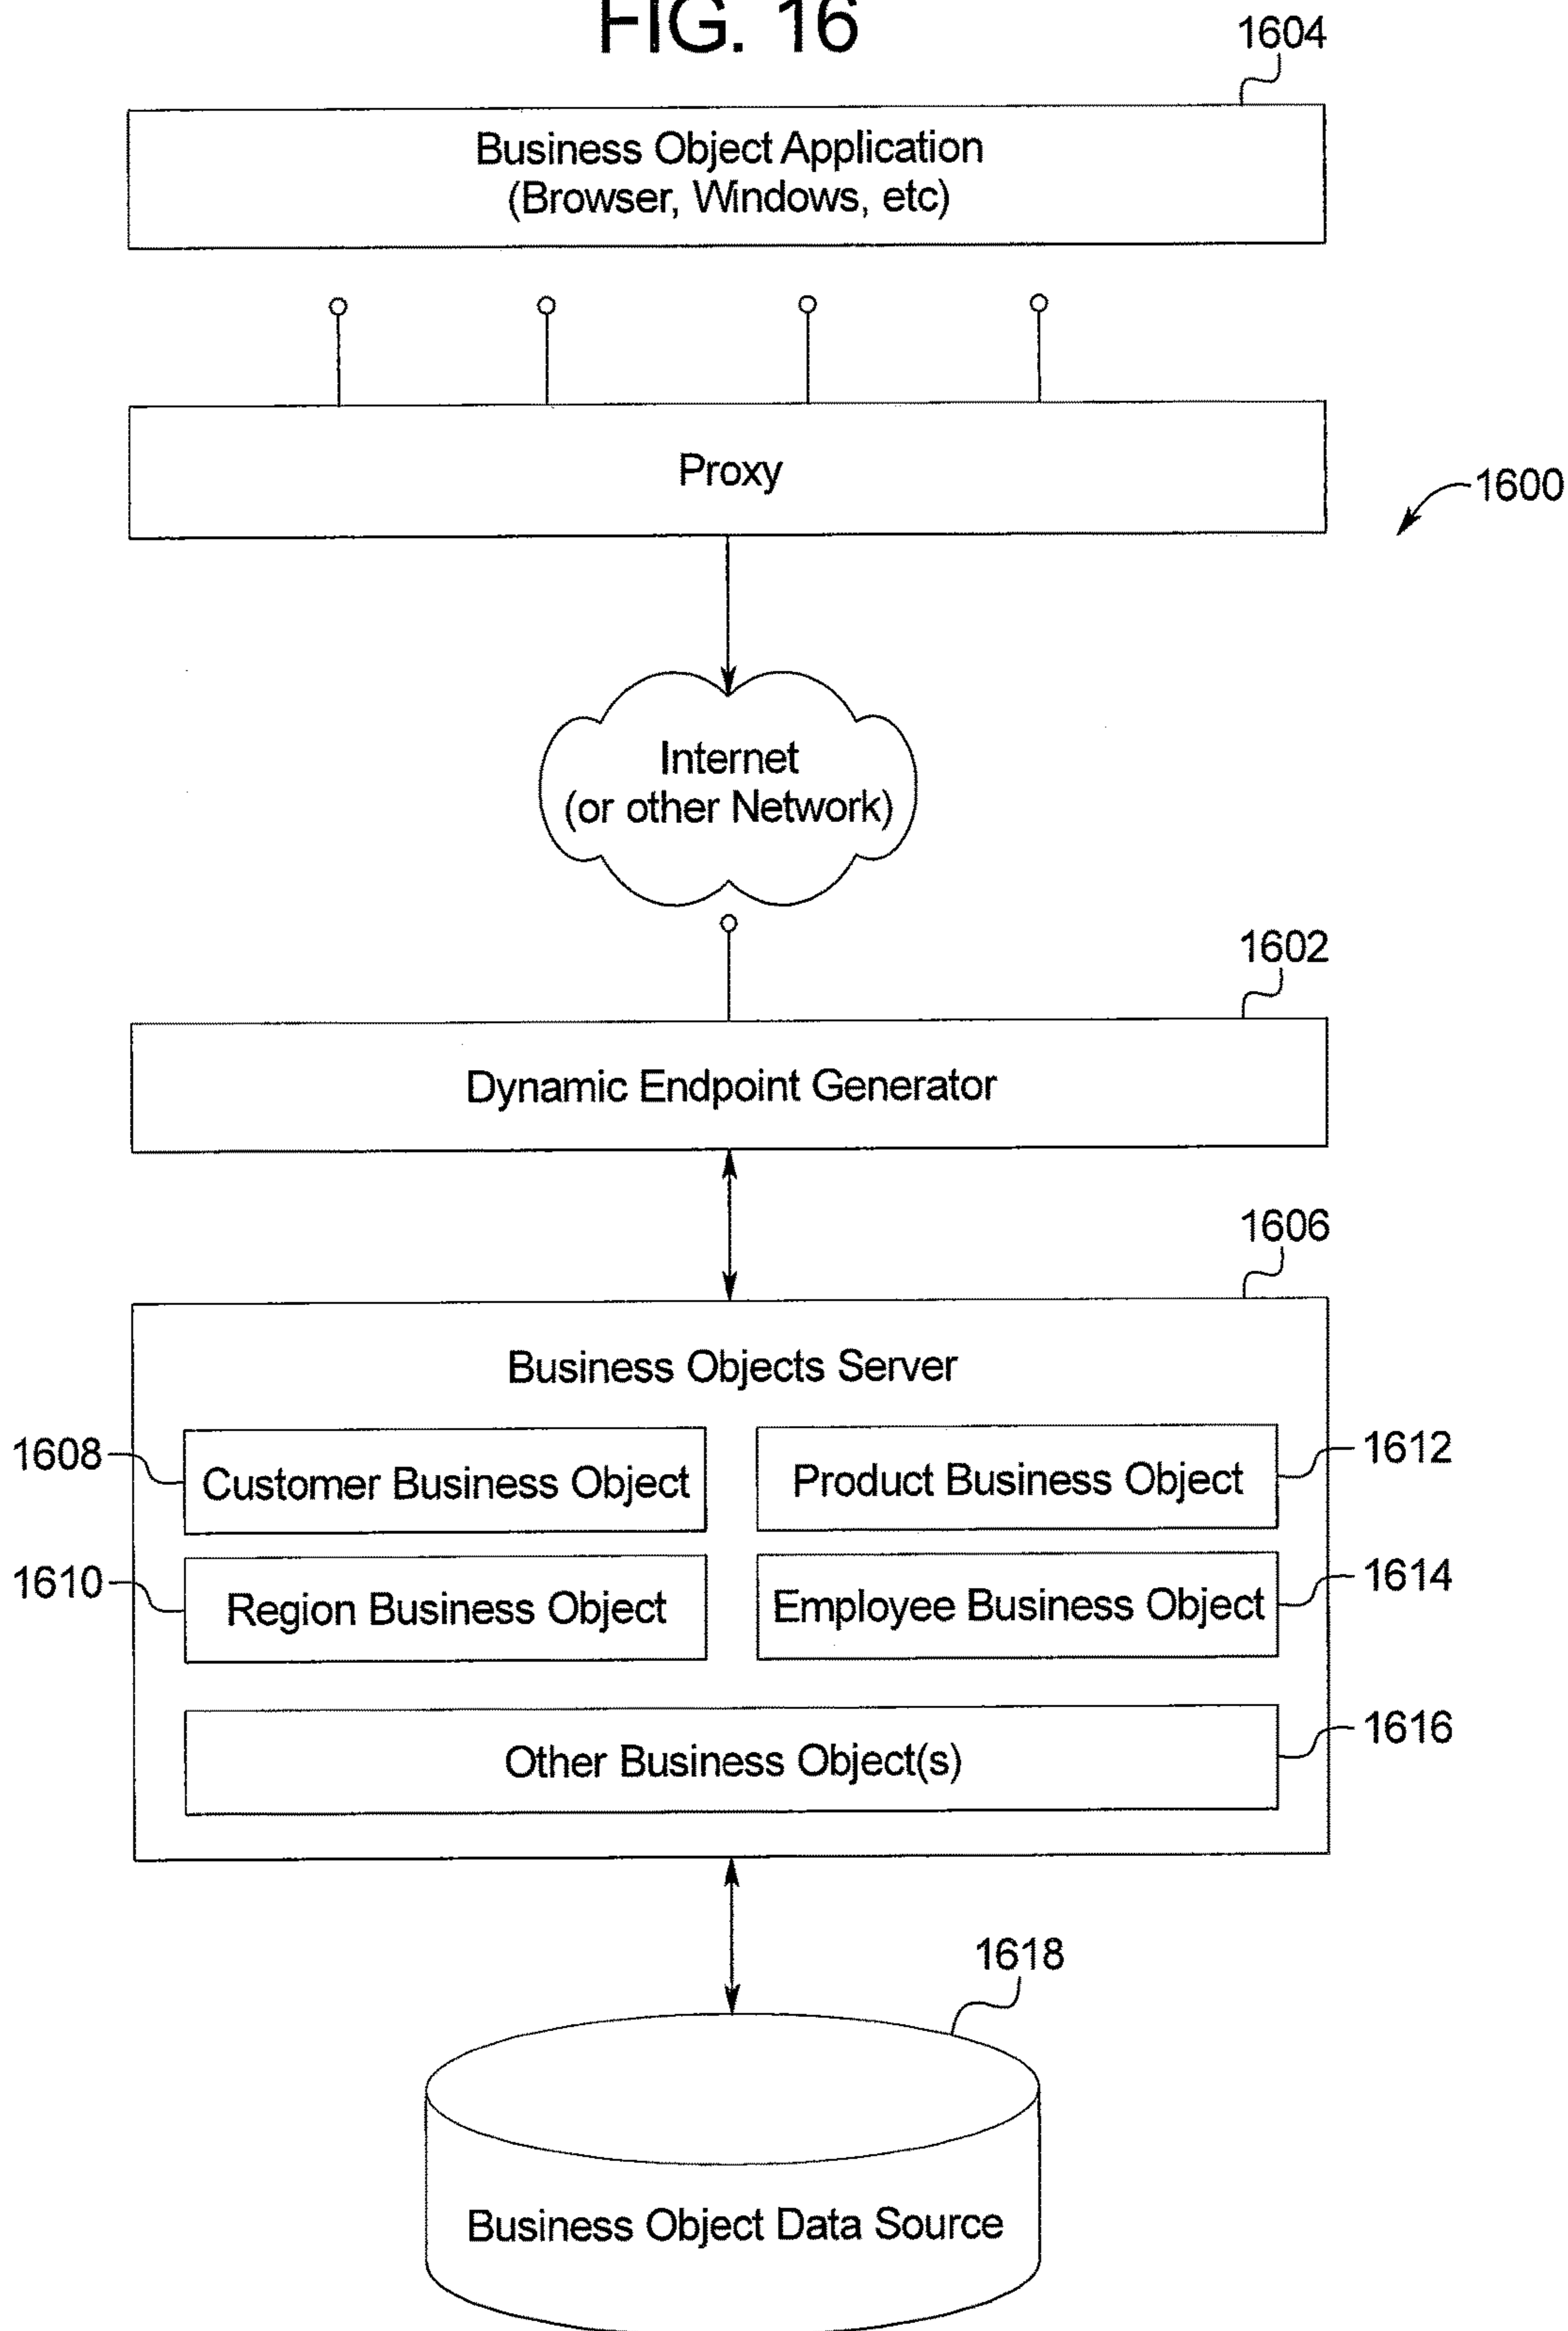 FIG. 16
1604
Business Object Application
(Browser, Windows, etc)
Proxy
1600
Internet
(or other Network)
1602
Dynamic Endpoint Generator
1606
Business Objects Server
1608
Customer Business Object
Product Business Object
1612
1610
Region Business Object
Employee Business Object
1614
Other Business Object(s)
1616
1618
Business Object Data Source